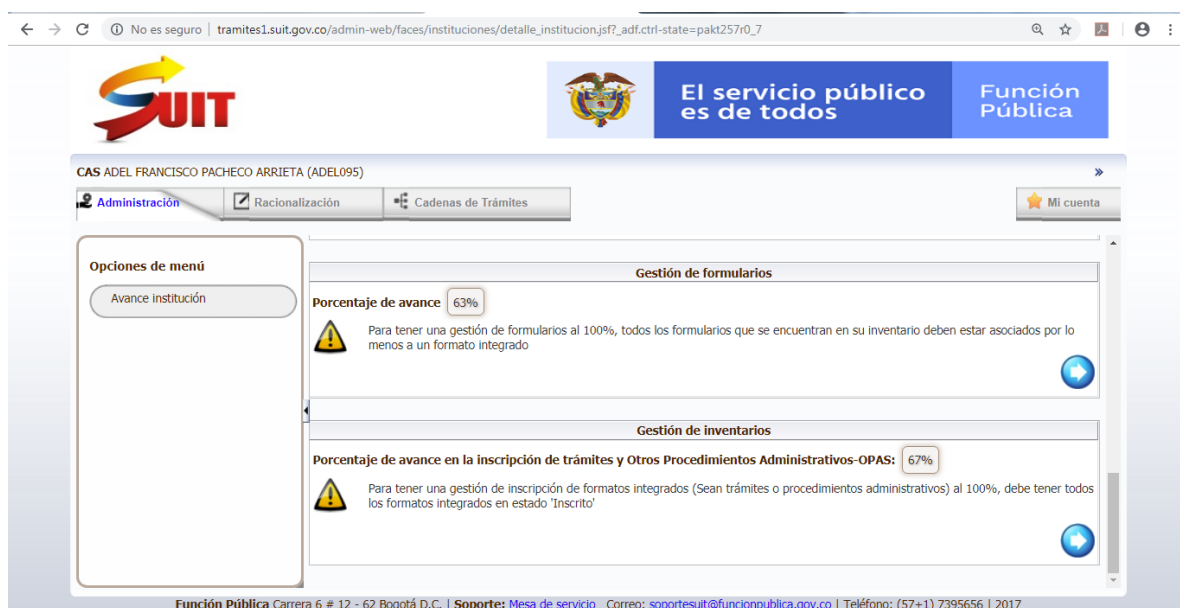 No es seguro | tramites1.suit.gov.co/admin-web/faces/instituciones/detalle_institucion.jsf?_adf.ctrl-state=pakt257r0_7
SUIT
El servicio público
es de todos
Función
Pública
CAS ADEL FRANCISCO PACHECO ARRIETA (ADEL095)
Administración
Racionalización
Cadenas de Trámites
Mi cuenta
Opciones de menú
Avance institución
Gestión de formularios
Porcentaje de avance 63%
Para tener una gestión de formularios al 100%, todos los formularios que se encuentran en su inventario deben estar asociados por lo
menos a un formato integrado
Gestión de inventarios
Porcentaje de avance en la inscripción de trámites y Otros Procedimientos Administrativos-OPAS: 67%
Para tener una gestión de inscripción de formatos integrados (Sean trámites o procedimientos administrativos) al 100%, debe tener todos
los formatos integrados en estado 'Inscrito'
Función Pública Carrera 6 # 12 - 62 Bogotá D.C. | Soporte: Mesa de servicio Correo: soportesuit@funcionpublica.gov.co | Teléfono: (57+1) 7395656 | 2017